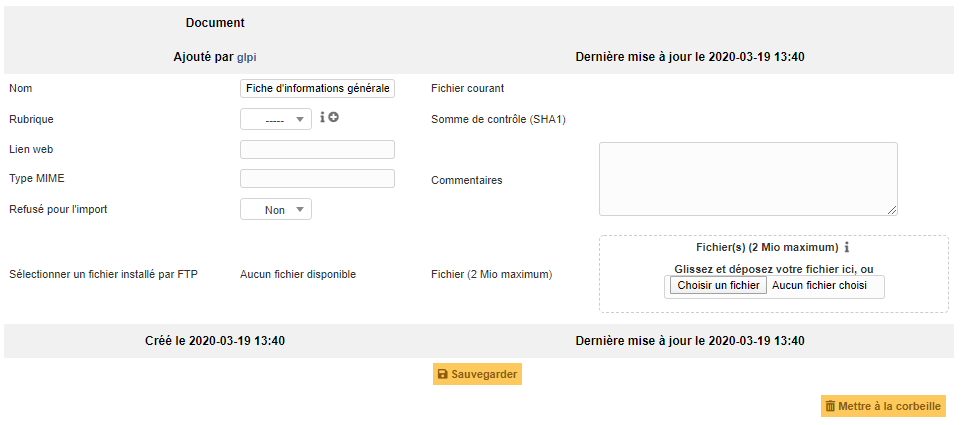 Document
Ajouté par glpi
Dernière mise à jour le 2020-03-19 13:40
Nom
Fiche d'informations générale
Fichier courant
Rubrique
-----
Somme de contrôle (SHA1)
Lien web
Type MIME
Commentaires
Refusé pour l'import
Non
Sélectionner un fichier installé par FTP
Aucun fichier disponible
Fichier (2 Mio maximum)
Fichier(s) (2 Mio maximum)
Glissez et déposez votre fichier ici, ou
Choisir un fichier Aucun fichier choisi
Créé le 2020-03-19 13:40
Dernière mise à jour le 2020-03-19 13:40
Sauvegarder
Mettre à la corbeille